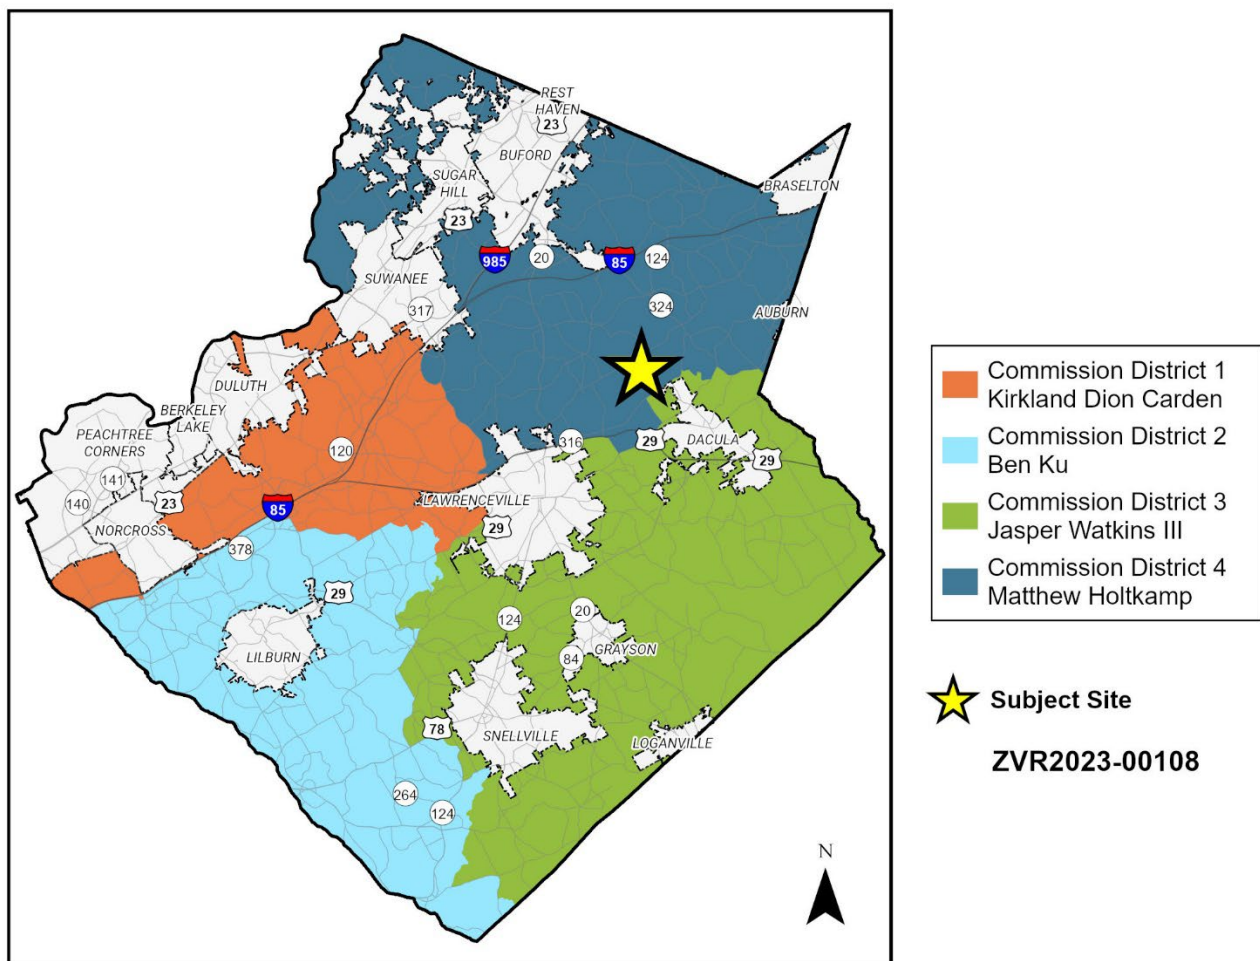 REST
HAVEN
23
BUFORD
BRASELTON
SUGAR
HILL
23
985
20
85
124
SUWANEE
317
324
AUBURN
DULUTH
BERKELEY
LAKE
PEACHTREE
CORNERS
120
316
29
DACULA
29
141
140
23
NORCROSS
85
LAWRENCEVILLE
29
378
29
LILBURN
124
20
GRAYSON
84
78
SNELLVILLE
LOGANVILLE
264
124
N
Commission District 1
Kirkland Dion Carden
Commission District 2
Ben Ku
Commission District 3
Jasper Watkins III
Commission District 4
Matthew Holtkamp
Subject Site
ZVR2023-00108